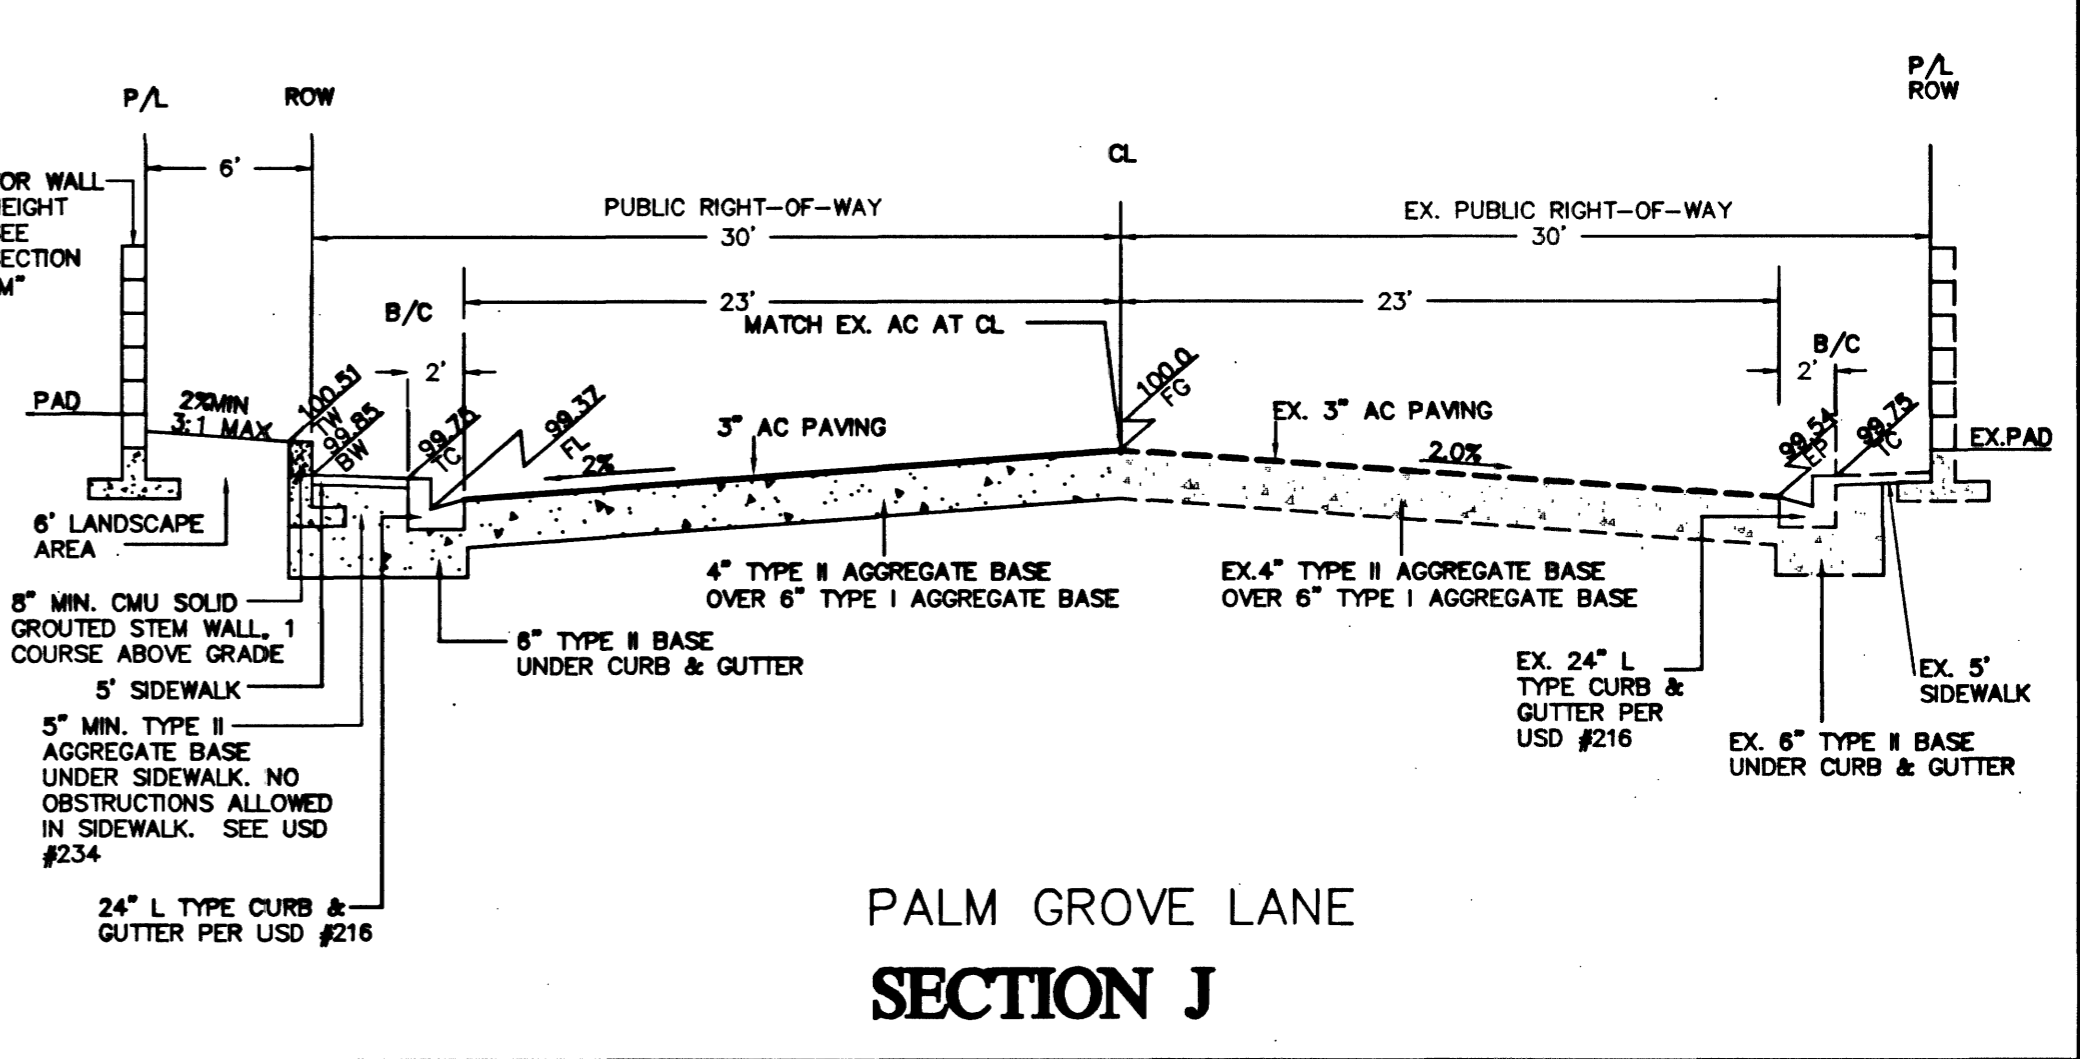 P/L
ROW
P/L
ROW
CL
6'
OR WALL
EIGHT
EE
ECTION
M"
PUBLIC RIGHT-OF-WAY
30'
EX. PUBLIC RIGHT-OF-WAY
30'
23'
23'
B/C
2'
MATCH EX. AC AT CL
B/C
2'
PAD
2%MIN
3:1 MAX
100.51
TW
99.85
BW
99.75
TC
99.37
FL
2%
3" AC PAVING
100.0
FG
EX. 3" AC PAVING
2.0%
99.54
EP
99.75
TC
EX.PAD
6' LANDSCAPE
AREA
8" MIN. CMU SOLID
GROUTED STEM WALL, 1
COURSE ABOVE GRADE
5' SIDEWALK
5" MIN. TYPE II
AGGREGATE BASE
UNDER SIDEWALK. NO
OBSTRUCTIONS ALLOWED
IN SIDEWALK. SEE USD
#234
24" L TYPE CURB &
GUTTER PER USD #216
6" TYPE II BASE
UNDER CURB & GUTTER
4" TYPE II AGGREGATE BASE
OVER 6" TYPE I AGGREGATE BASE
EX.4" TYPE II AGGREGATE BASE
OVER 6" TYPE I AGGREGATE BASE
EX. 24" L
TYPE CURB &
GUTTER PER
USD #216
EX. 5'
SIDEWALK
EX. 6" TYPE II BASE
UNDER CURB & GUTTER
PALM GROVE LANE
SECTION J